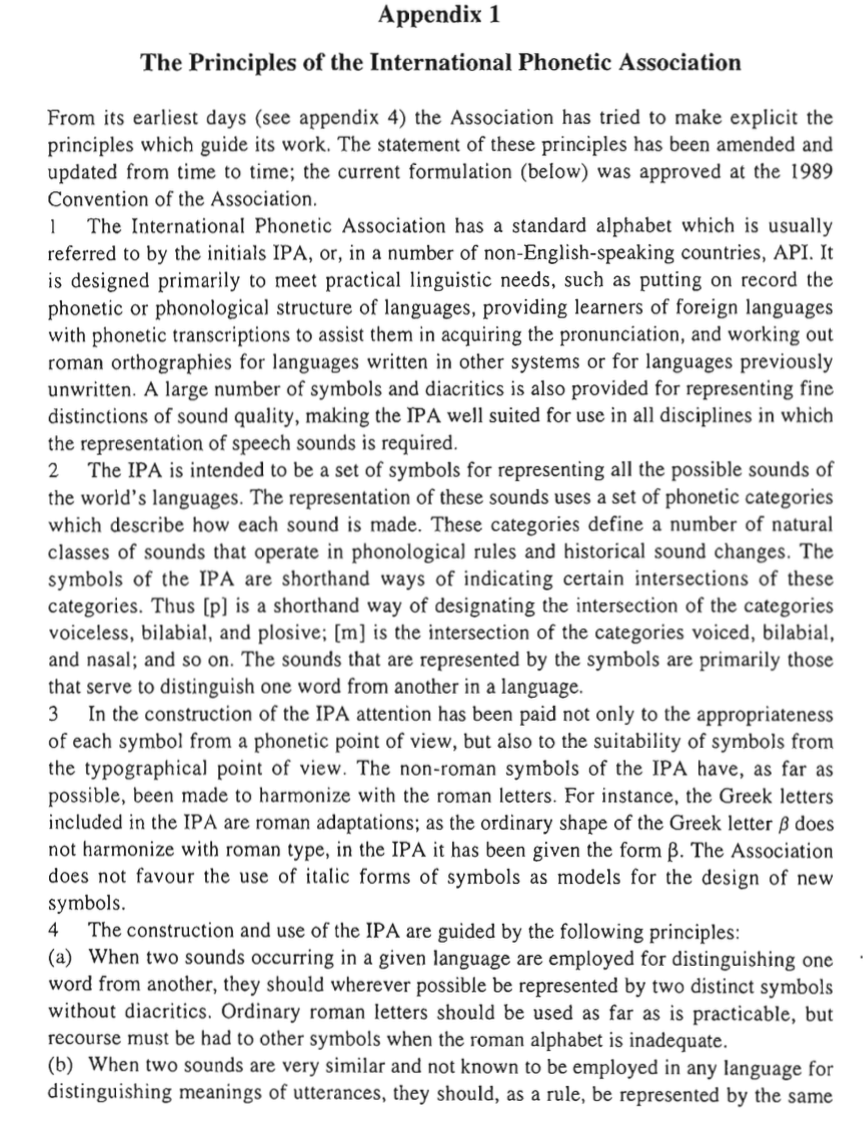 Appendix 1
The Principles of the International Phonetic Association
From its earliest days (see appendix 4) the Association has tried to make explicit the
principles which guide its work. The statement of these principles has been amended and
updated from time to time; the current formulation (below) was approved at the 1989
Convention of the Association.
1 The International Phonetic Association has a standard alphabet which is usually
referred to by the initials IPA, or, in a number of non-English-speaking countries, API. It
is designed primarily to meet practical linguistic needs, such as putting on record the
phonetic or phonological structure of languages, providing learners of foreign languages
with phonetic transcriptions to assist them in acquiring the pronunciation, and working out
roman orthographies for languages written in other systems or for languages previously
unwritten. A large number of symbols and diacritics is also provided for representing fine
distinctions of sound quality, making the IPA well suited for use in all disciplines in which
the representation of speech sounds is required.
2 The IPA is intended to be a set of symbols for representing all the possible sounds of
the world's languages. The representation of these sounds uses a set of phonetic categories
which describe how each sound is made. These categories define a number of natural
classes of sounds that operate in phonological rules and historical sound changes. The
symbols of the IPA are shorthand ways of indicating certain intersections of these
categories. Thus [p] is a shorthand way of designating the intersection of the categories
voiceless, bilabial, and plosive; [m] is the intersection of the categories voiced, bilabial,
and nasal; and so on. The sounds that are represented by the symbols are primarily those
that serve to distinguish one word from another in a language.
3 In the construction of the IPA attention has been paid not only to the appropriateness
of each symbol from a phonetic point of view, but also to the suitability of symbols from
the typographical point of view. The non-roman symbols of the IPA have, as far as
possible, been made to harmonize with the roman letters. For instance, the Greek letters
included in the IPA are roman adaptations; as the ordinary shape of the Greek letter β does
not harmonize with roman type, in the IPA it has been given the form β. The Association
does not favour the use of italic forms of symbols as models for the design of new
symbols.
4 The construction and use of the IPA are guided by the following principles:
(a) When two sounds occurring in a given language are employed for distinguishing one
word from another, they should wherever possible be represented by two distinct symbols
without diacritics. Ordinary roman letters should be used as far as is practicable, but
recourse must be had to other symbols when the roman alphabet is inadequate.
(b) When two sounds are very similar and not known to be employed in any language for
distinguishing meanings of utterances, they should, as a rule, be represented by the same